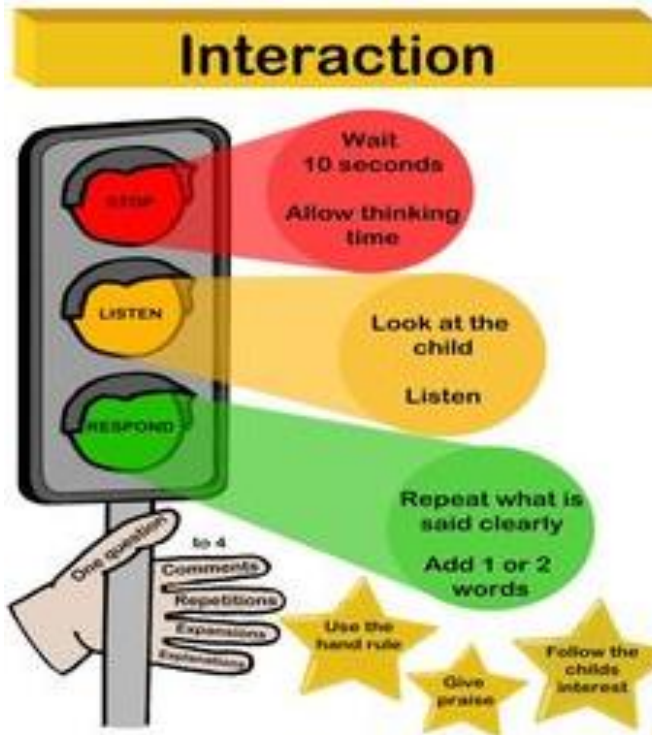 Interaction
STOP
Wait
10 seconds
Allow thinking
time
LISTEN
Look at the
child
Listen
RESPOND
Repeat what is
said clearly
Add 1 or 2
words
One question
to 4
Comments
Repetitions
Expansions
Explanations
Use the
hand rule
Give
praise
Follow the
childs
interest